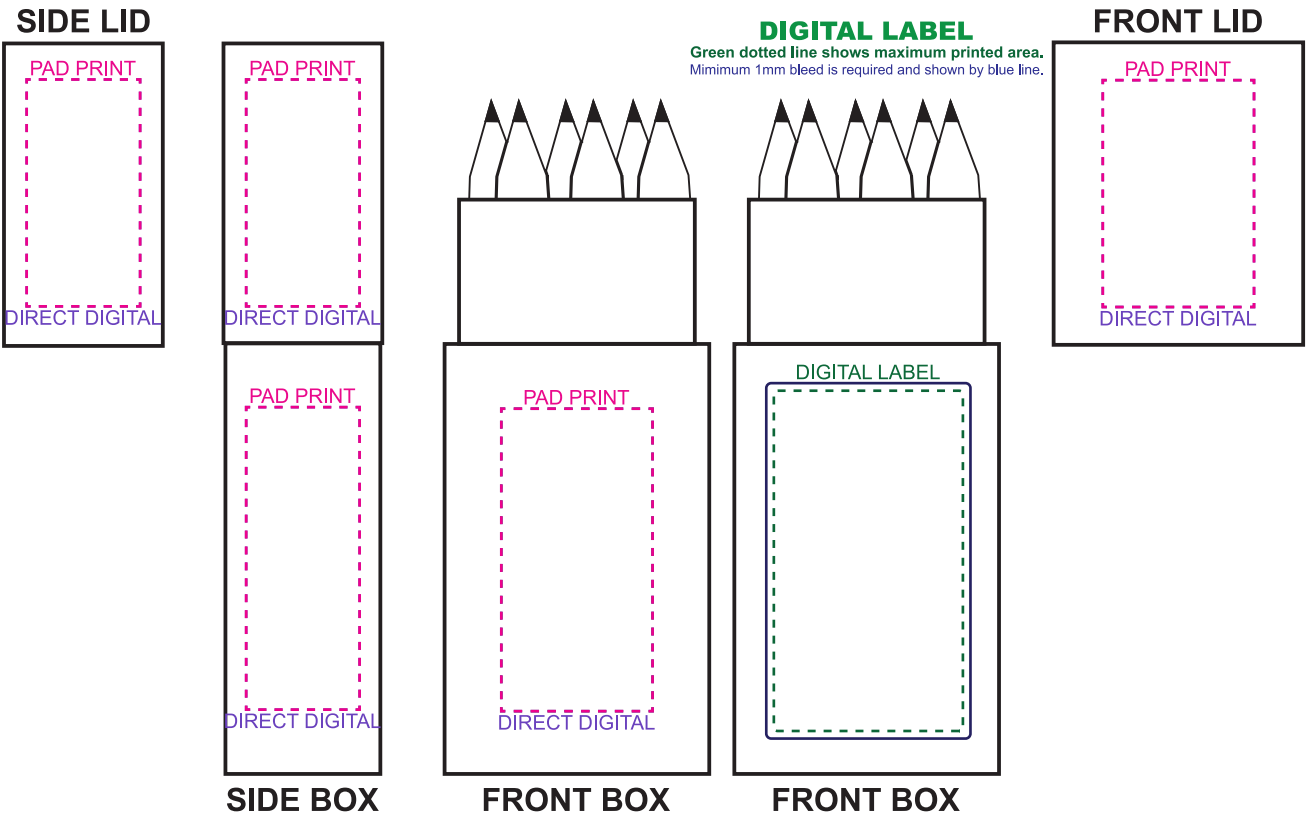 SIDE LID
DIGITAL LABEL
Green dotted line shows maximum printed area.
Mimimum 1mm bleed is required and shown by blue line.
FRONT LID
PAD PRINT
PAD PRINT
PAD PRINT
DIRECT DIGITAL
DIRECT DIGITAL
DIRECT DIGITAL
DIGITAL LABEL
PAD PRINT
PAD PRINT
DIRECT DIGITAL
DIRECT DIGITAL
SIDE BOX
FRONT BOX
FRONT BOX